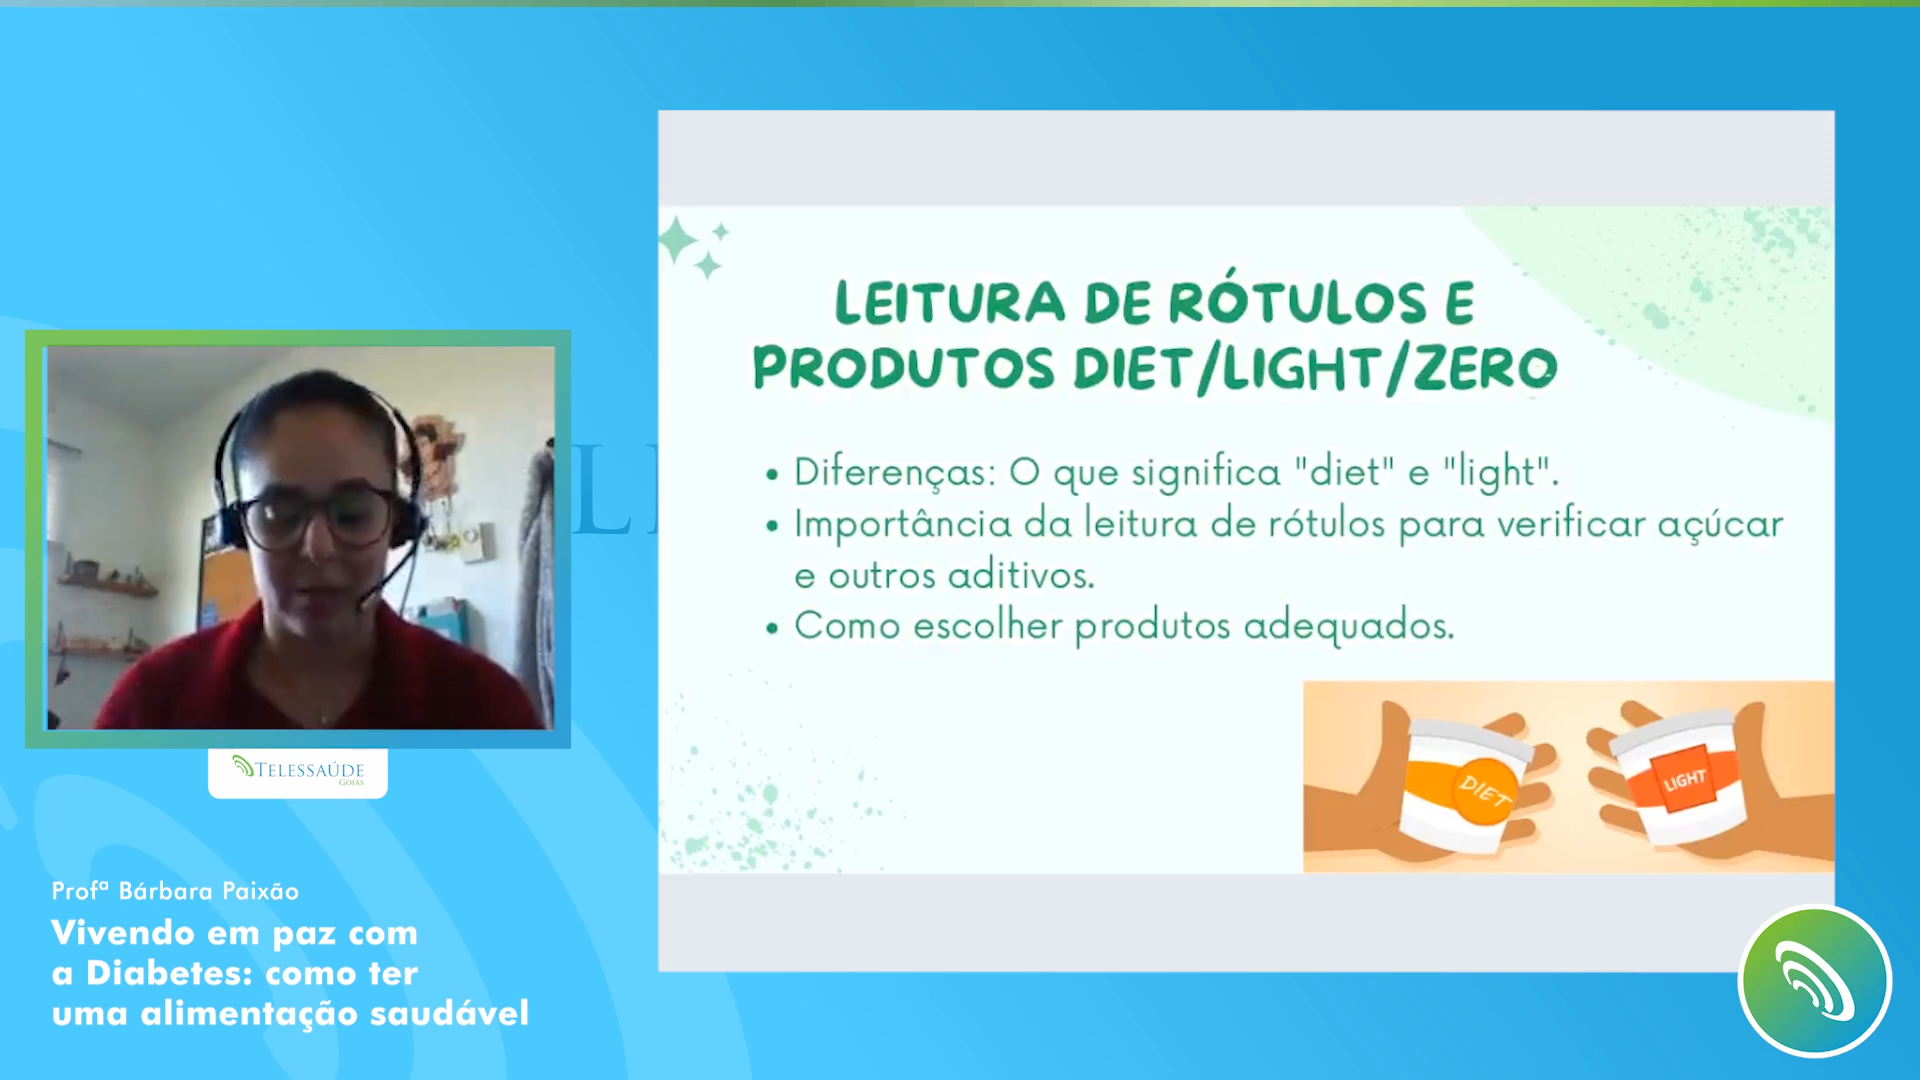 LEITURA DE RÓTULOS E
PRODUTOS DIET/LIGHT/ZERO
• Diferenças: O que significa "diet" e "light".
• Importância da leitura de rótulos para verificar açúcar
e outros aditivos.
• Como escolher produtos adequados.
DIET
LIGHT
TELESSAÚDE
GOIÁS
Profª Bárbara Paixão
Vivendo em paz com
a Diabetes: como ter
uma alimentação saudável